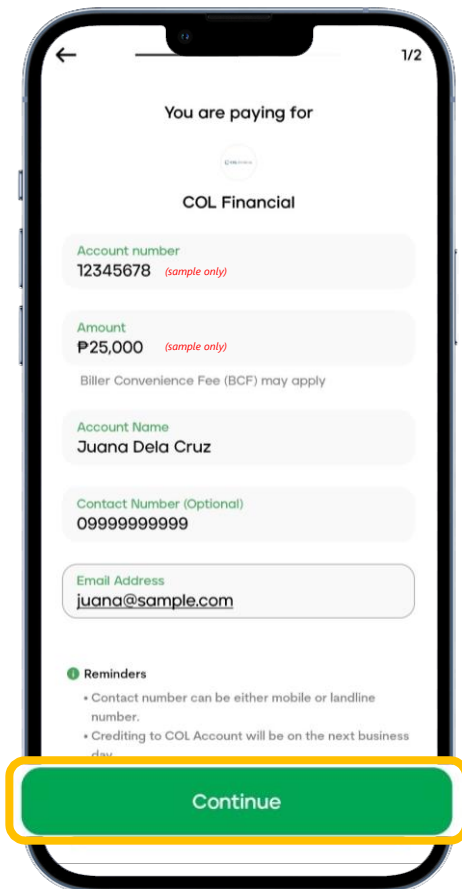 1/2
You are paying for
COL Financial
Account number
12345678 (sample only)
Amount
₱25,000 (sample only)
Biller Convenience Fee (BCF) may apply
Account Name
Juana Dela Cruz
Contact Number (Optional)
09999999999
Email Address
juana@sample.com
Reminders
• Contact number can be either mobile or landline
number.
• Crediting to COL Account will be on the next business
day
Continue